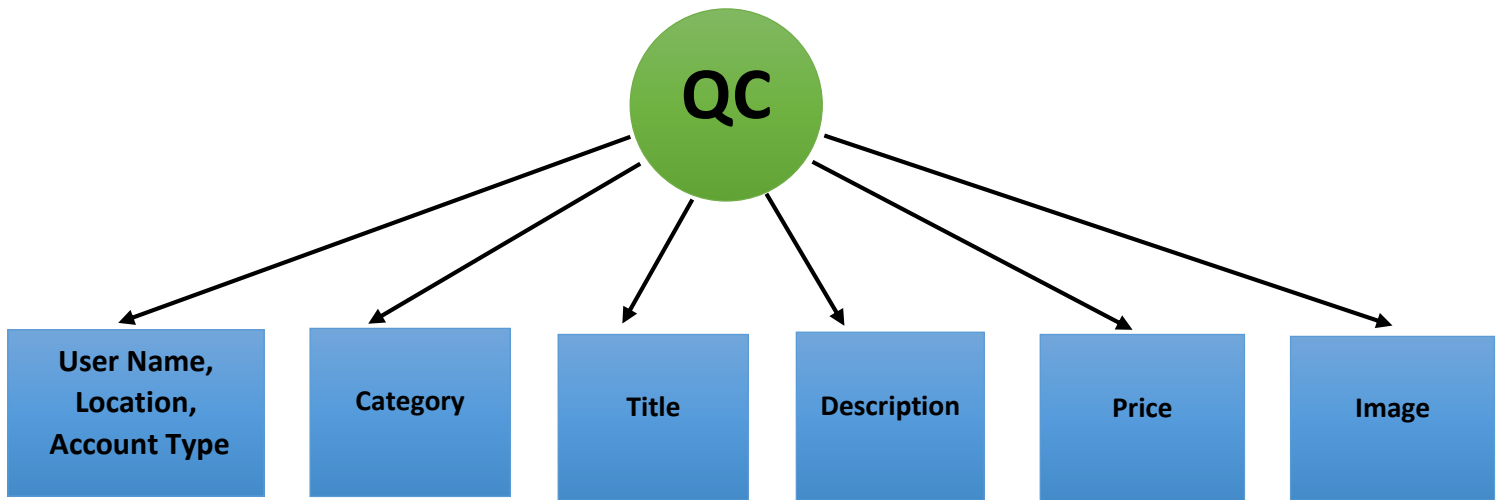 QC
User Name,
Location,
Account Type
Category
Title
Description
Price
Image